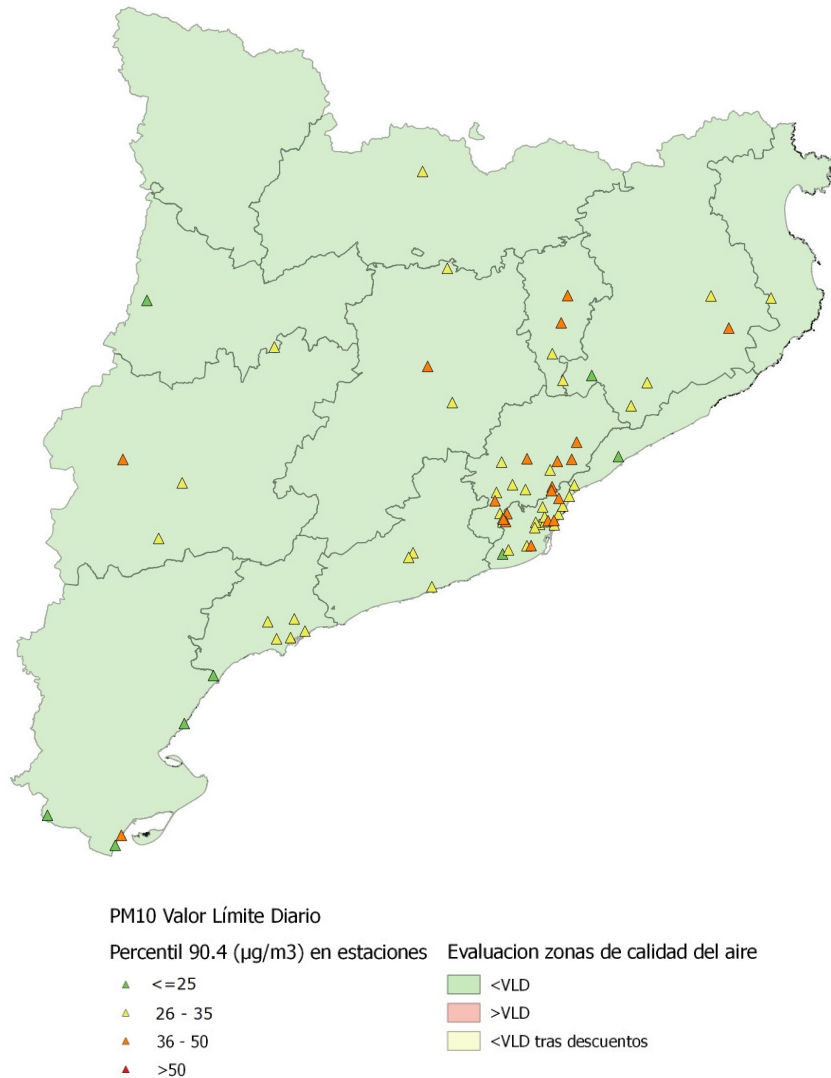 PM10 Valor Límite Diario
Percentil 90.4 (µg/m3) en estaciones
<=25
26 - 35
36 - 50
>50
Evaluacion zonas de calidad del aire
<VLD
>VLD
<VLD tras descuentos